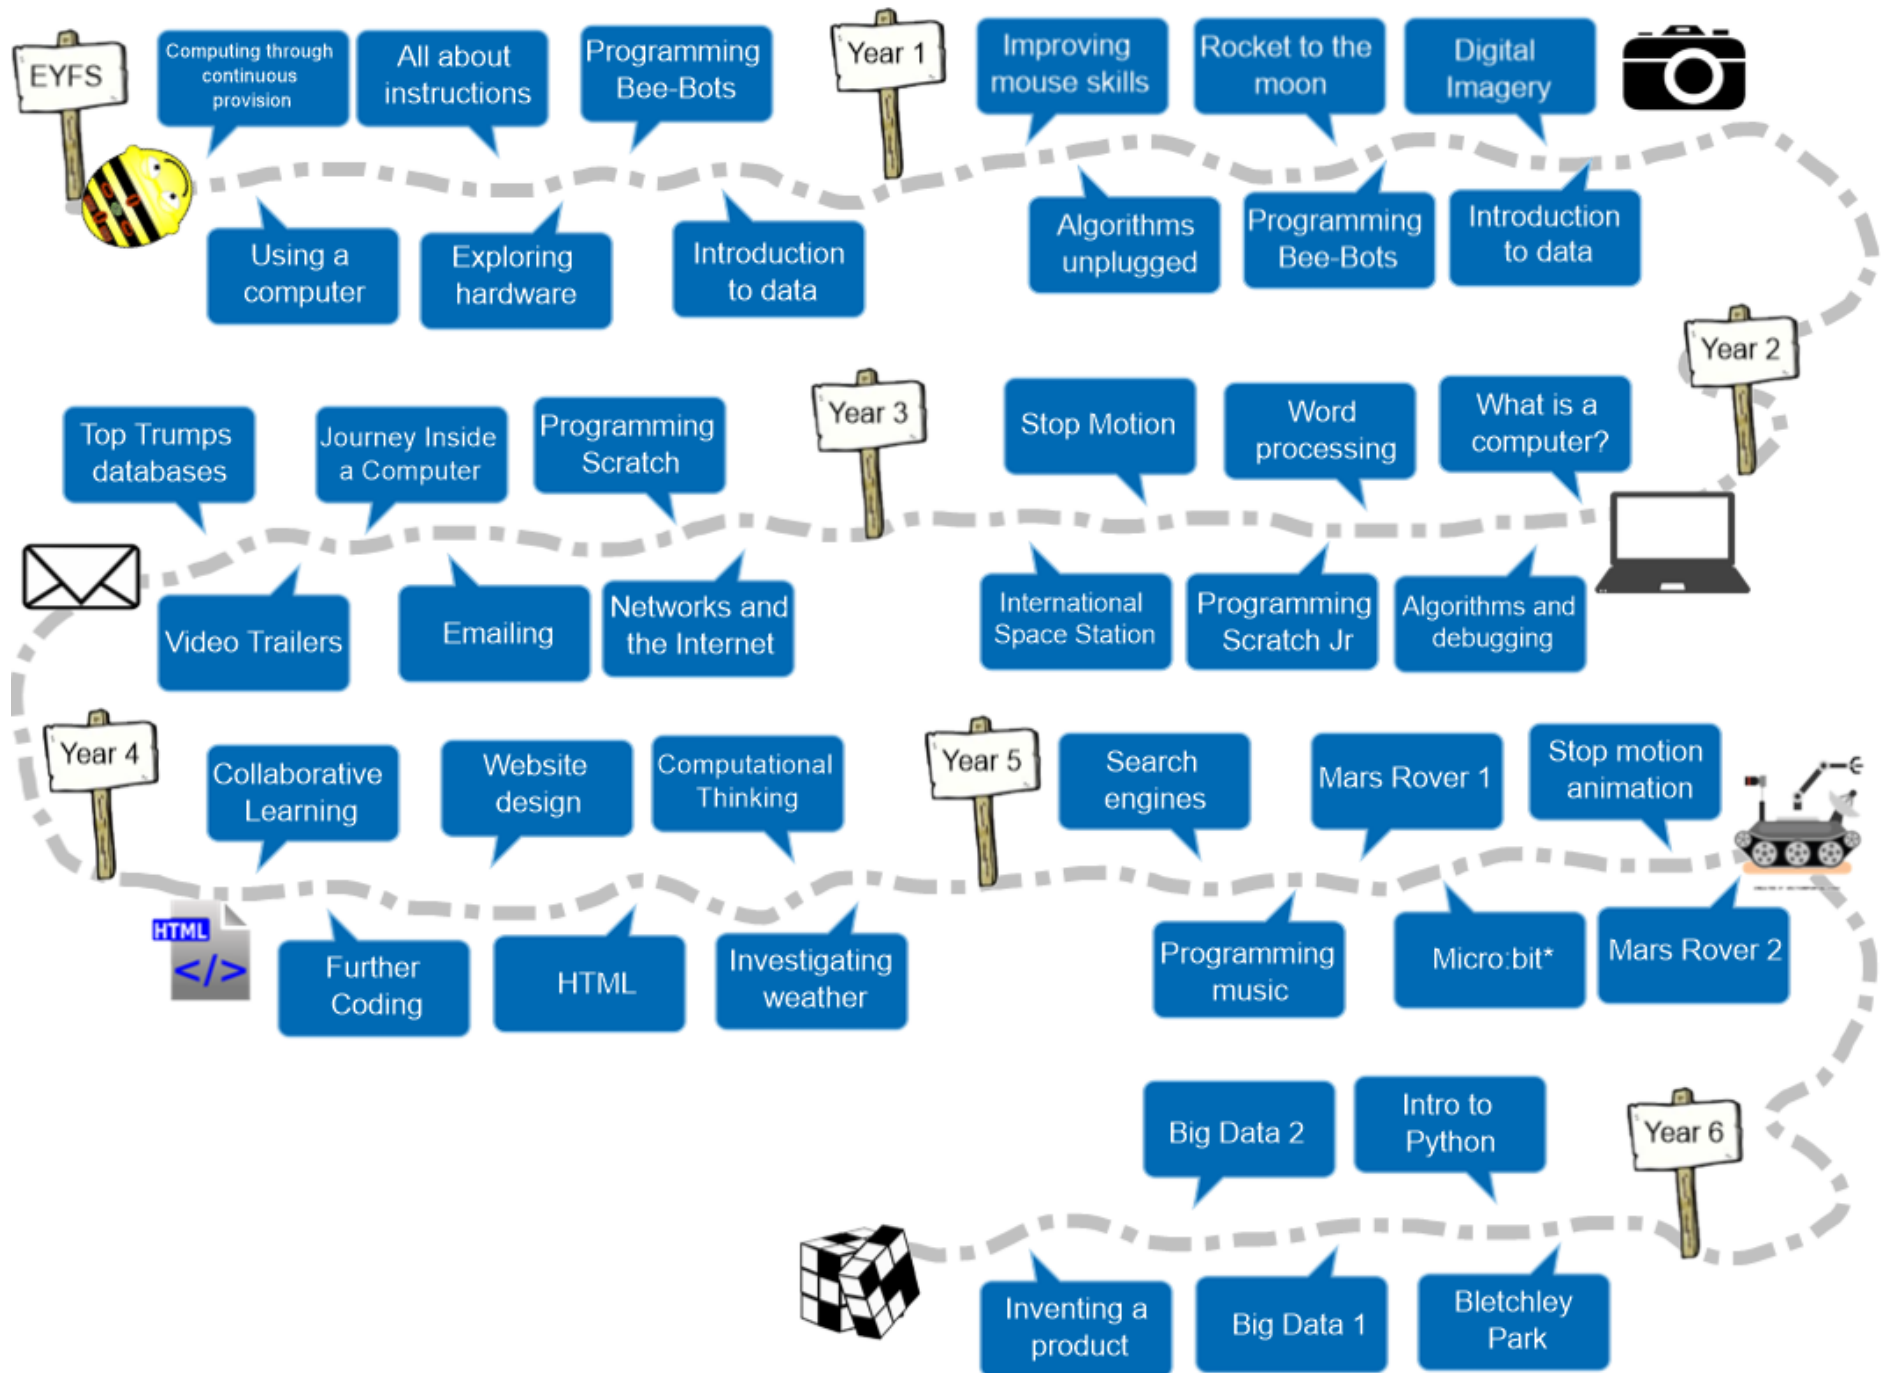 EYFS
Computing through
continuous
provision
All about
instructions
Programming
Bee-Bots
Year 1
Improving
mouse skills
Rocket to the
moon
Digital
Imagery
Using a
computer
Exploring
hardware
Introduction
to data
Algorithms
unplugged
Programming
Bee-Bots
Introduction
to data
Year 2
Top Trumps
databases
Journey Inside
a Computer
Programming
Scratch
Year 3
Stop Motion
Word
processing
What is a
computer?
Video Trailers
Emailing
Networks and
the Internet
International
Space Station
Programming
Scratch Jr
Algorithms and
debugging
Year 4
Collaborative
Learning
Website
design
Computational
Thinking
Year 5
Search
engines
Mars Rover 1
Stop motion
animation
HTML
</>
Further
Coding
HTML
Investigating
weather
Programming
music
Micro:bit*
Mars Rover 2
Big Data 2
Intro to
Python
Year 6
Inventing a
product
Big Data 1
Bletchley
Park